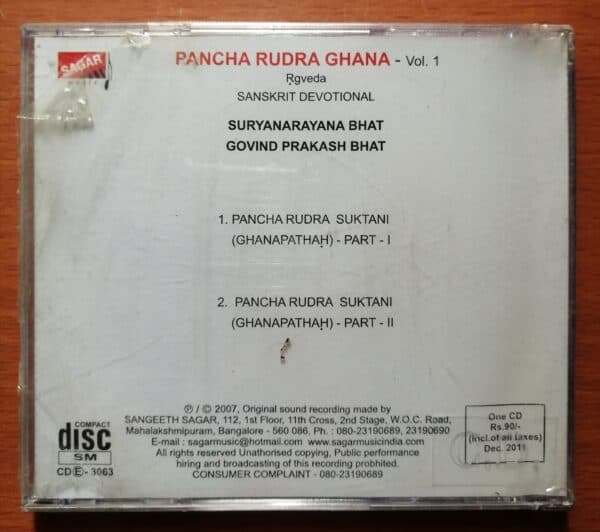 SAGAR
music
PANCHA RUDRA GHANA - Vol. 1
Ṛgveda
SANSKRIT DEVOTIONAL
SURYANARAYANA BHAT
GOVIND PRAKASH BHAT
1. PANCHA RUDRA SUKTANI
(GHANAPATHAḤ) - PART - I
2. PANCHA RUDRA SUKTANI
(GHANAPATHAḤ) - PART - II
℗ / © 2007, Original sound recording made by
SANGEETH SAGAR, 112, 1st Floor, 11th Cross, 2nd Stage, W.O.C. Road,
Mahalakshmipuram, Bangalore - 560 086, Ph. : 080-23190689, 23190690
E-mail : sagarmusic@hotmail.com www.sagarmusicindia.com
All rights reserved Unauthorised copying, Public performance
hiring and broadcasting of this recording prohbited.
CONSUMER COMPLAINT - 080-23190689
COMPACT
disc
SM
CDⒺ- 3063
One CD
Rs.90/-
(Incl.of all taxes)
Dec. 2011